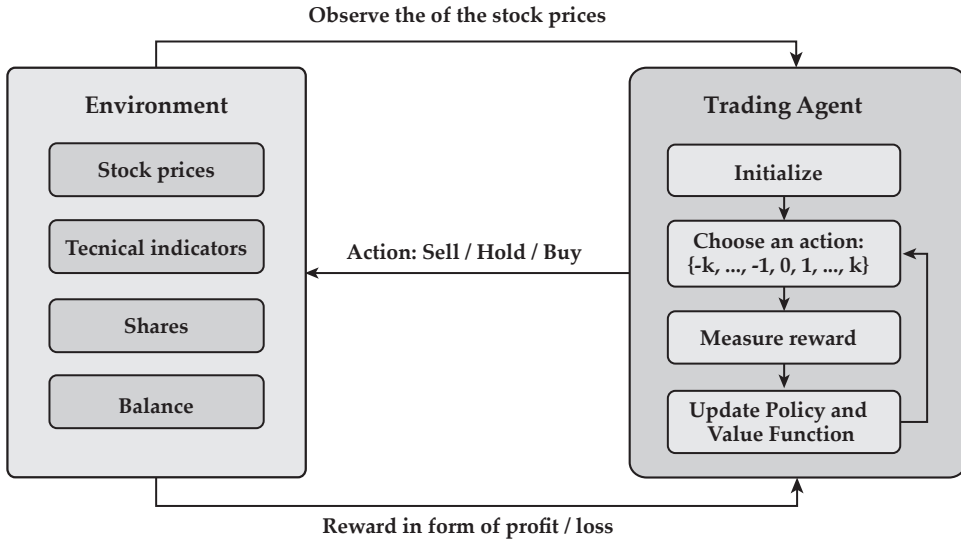 Observe the of the stock prices
Environment
Stock prices
Tecnical indicators
Shares
Balance
Action: Sell / Hold / Buy
Trading Agent
Initialize
Choose an action:
{-k, ..., -1, 0, 1, ..., k}
Measure reward
Update Policy and
Value Function
Reward in form of profit / loss